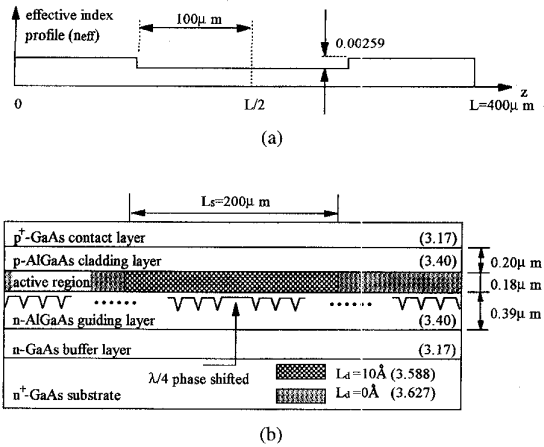 effective index
profile (neff)
100μ m
0.00259
0
L/2
z
L=400μ m
(a)
Ls=200μ m
p+-GaAs contact layer (3.17)
p-AlGaAs cladding layer (3.40)
0.20μ m
active region
0.18μ m
0.39μ m
n-AlGaAs guiding layer (3.40)
n-GaAs buffer layer (3.17)
λ/4 phase shifted
Ld=10Å (3.588)
n+-GaAs substrate
Ld=0Å (3.627)
(b)